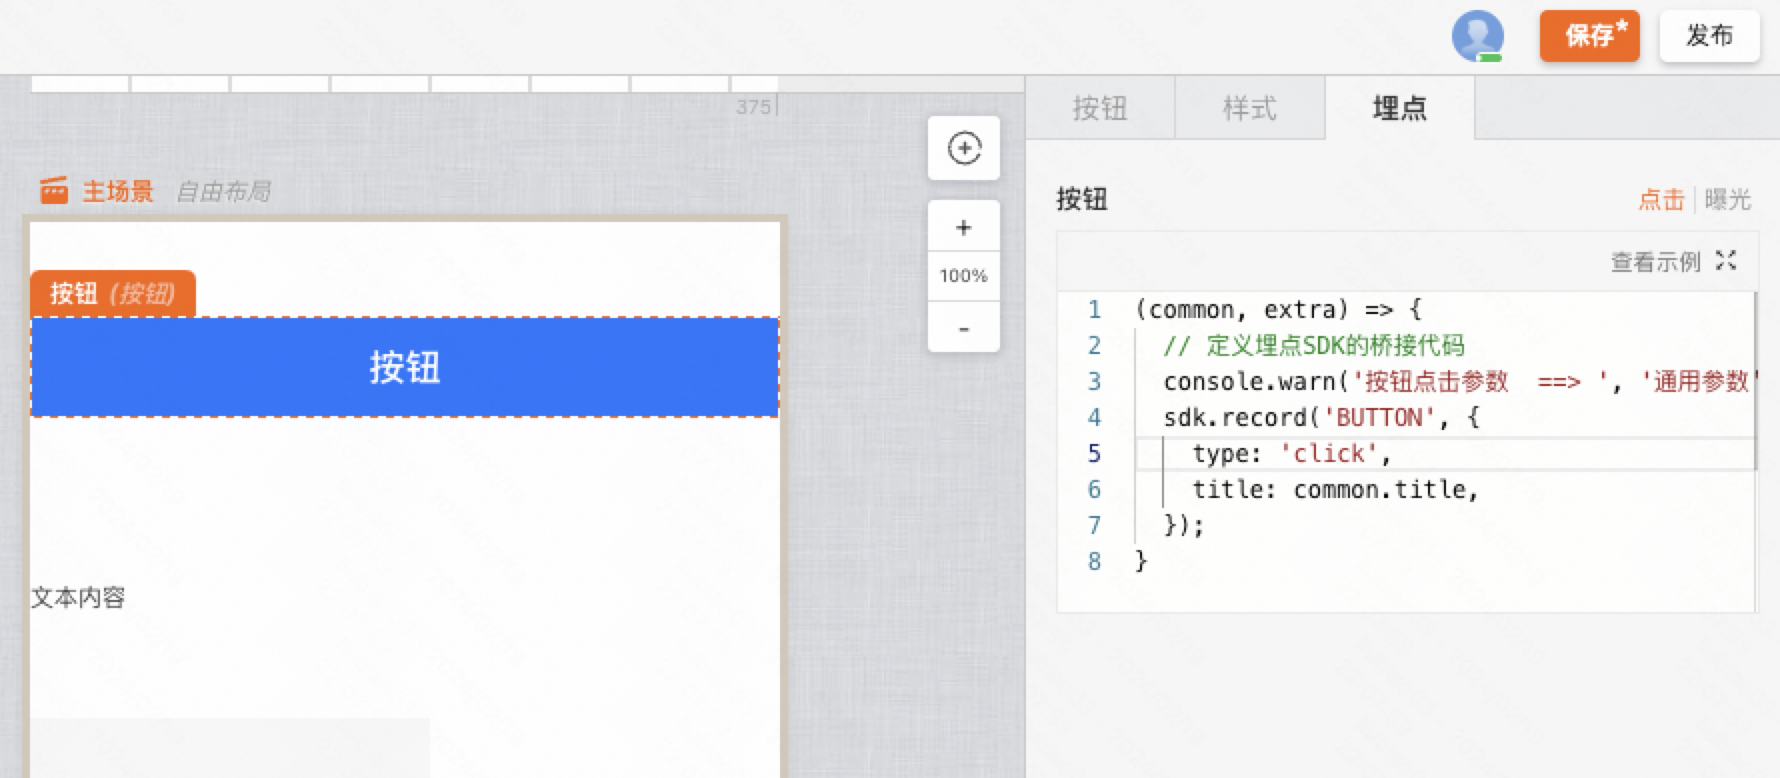 保存*
发布
375
按钮
样式
埋点
主场景 自由布局
按钮
点击 | 曝光
按钮 (按钮)
按钮
100%
查看示例
1 (common, extra) => {
2 // 定义埋点SDK的桥接代码
3 console.warn('按钮点击参数 ==> ', '通用参数'
4 sdk.record('BUTTON', {
5 type: 'click',
6 title: common.title,
7 });
8 }
文本内容